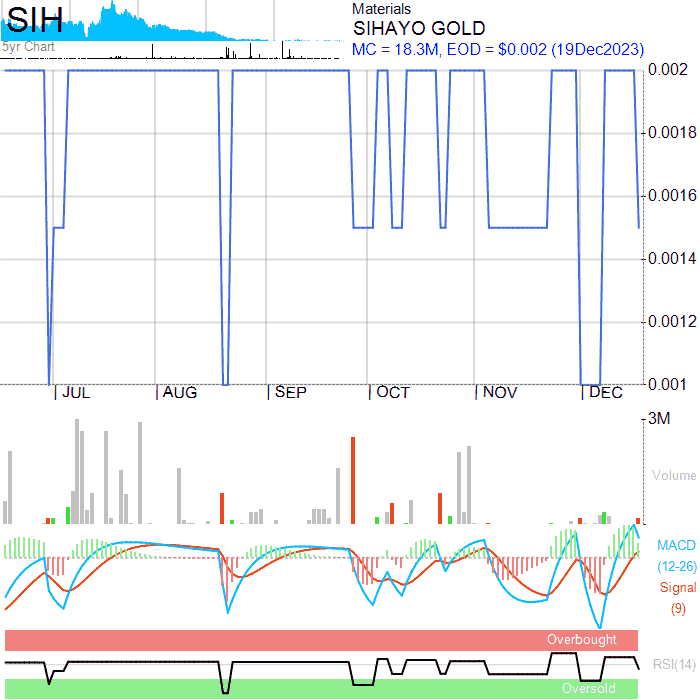 SIH
Materials
SIHAYO GOLD
5yr Chart
MC = 18.3M, EOD = $0.002 (19Dec2023)
0.002
0.0018
0.0016
0.0014
0.0012
0.001
JUL AUG SEP OCT NOV DEC
3M
Volume
MACD
(12-26)
Signal
(9)
Overbought
RSI(14)
Oversold